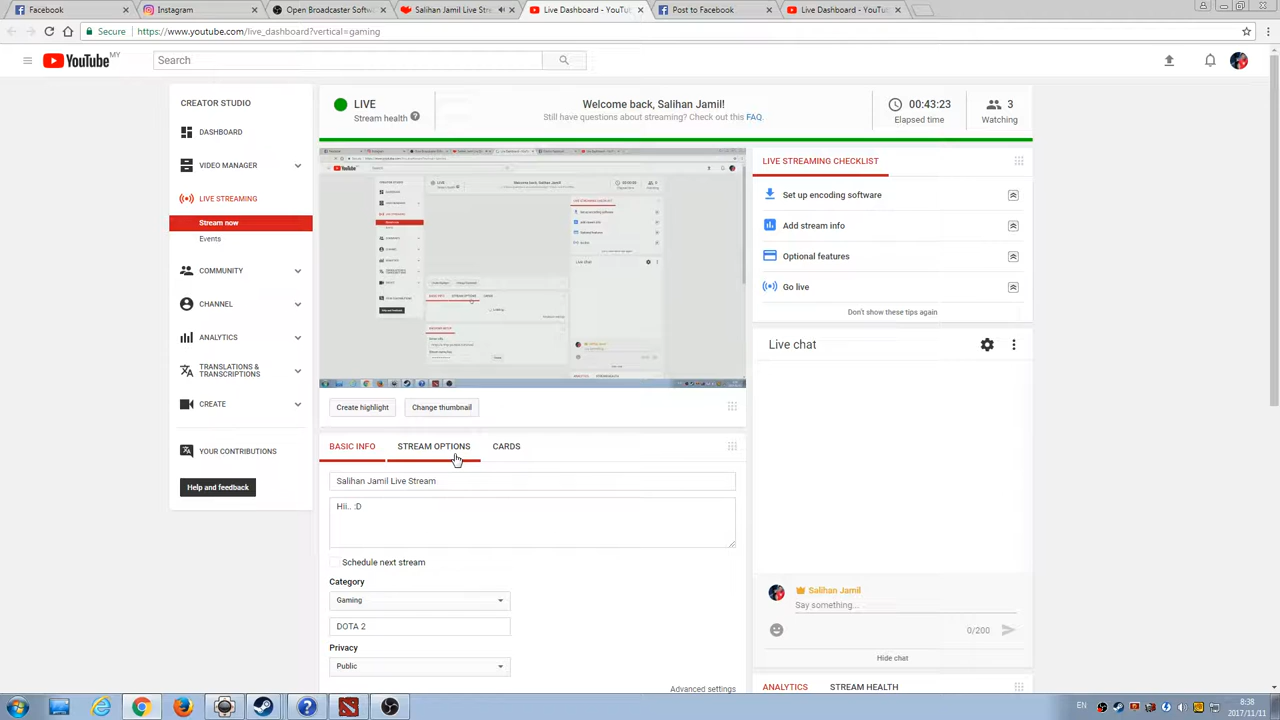 Facebook
Instagram
Open Broadcaster Softw
Salihan Jamil Live Stre
Live Dashboard - YouTu
Post to Facebook
Live Dashboard - YouTu
Secure
https://www.youtube.com/live_dashboard?vertical=gaming
YouTube MY
Search
CREATOR STUDIO
DASHBOARD
VIDEO MANAGER
LIVE STREAMING
Stream now
Events
COMMUNITY
CHANNEL
ANALYTICS
TRANSLATIONS &
TRANSCRIPTIONS
CREATE
YOUR CONTRIBUTIONS
Help and feedback
LIVE
Stream health
Welcome back, Salihan Jamil!
Still have questions about streaming? Check out this FAQ.
00:43:23
Elapsed time
3
Watching
Create highlight
Change thumbnail
BASIC INFO
STREAM OPTIONS
CARDS
Salihan Jamil Live Stream
Hii.. :D
Schedule next stream
Category
Gaming
DOTA 2
Privacy
Public
Advanced settings
LIVE STREAMING CHECKLIST
Set up encoding software
Add stream info
Optional features
Go live
Don't show these tips again
Live chat
Salihan Jamil
Say something...
0/200
Hide chat
ANALYTICS
STREAM HEALTH
EN
8:38
2017/11/11